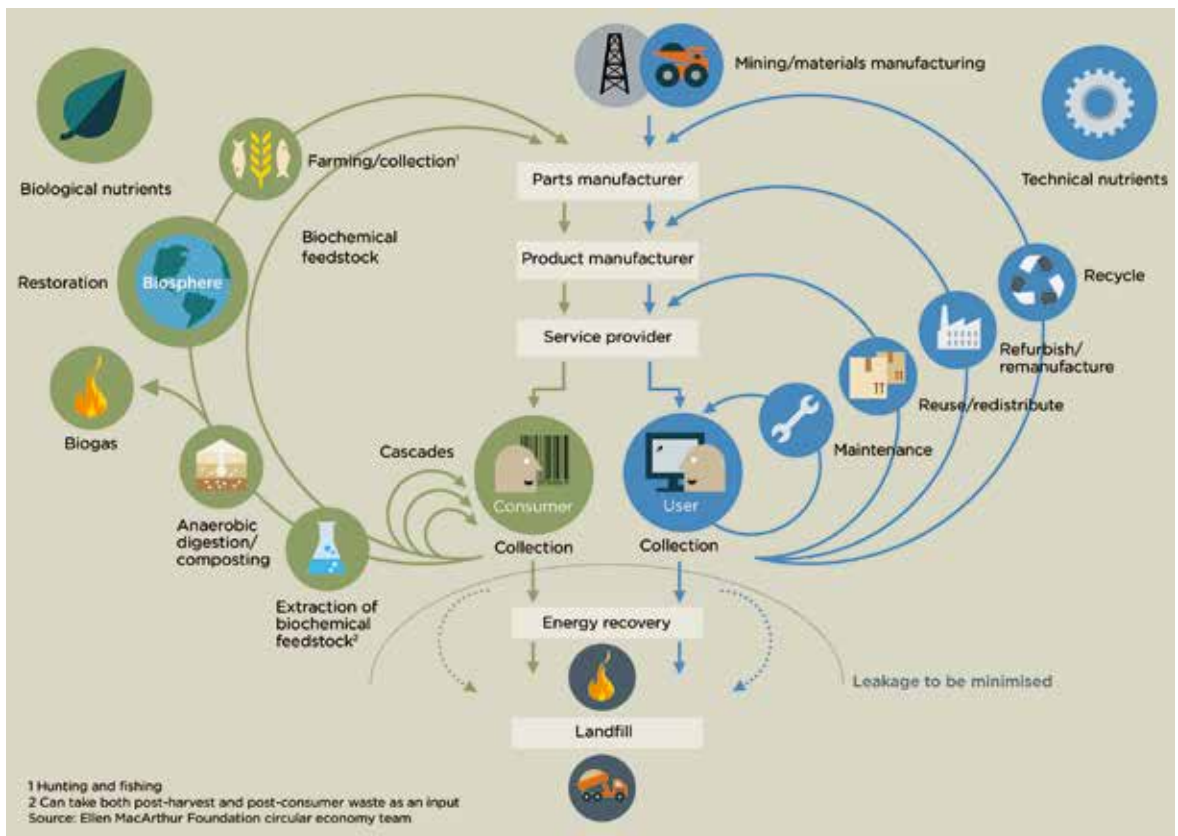 Mining/materials manufacturing
Biological nutrients
Farming/collection¹
Parts manufacturer
Technical nutrients
Biochemical
feedstock
Product manufacturer
Restoration
Biosphere
Recycle
Service provider
Refurbish/
remanufacture
Reuse/redistribute
Biogas
Cascades
Maintenance
Consumer
User
Anaerobic
digestion/
composting
Collection
Collection
Extraction of
biochemical
feedstock²
Energy recovery
Leakage to be minimised
Landfill
1 Hunting and fishing
2 Can take both post-harvest and post-consumer waste as an input
Source: Ellen MacArthur Foundation circular economy team